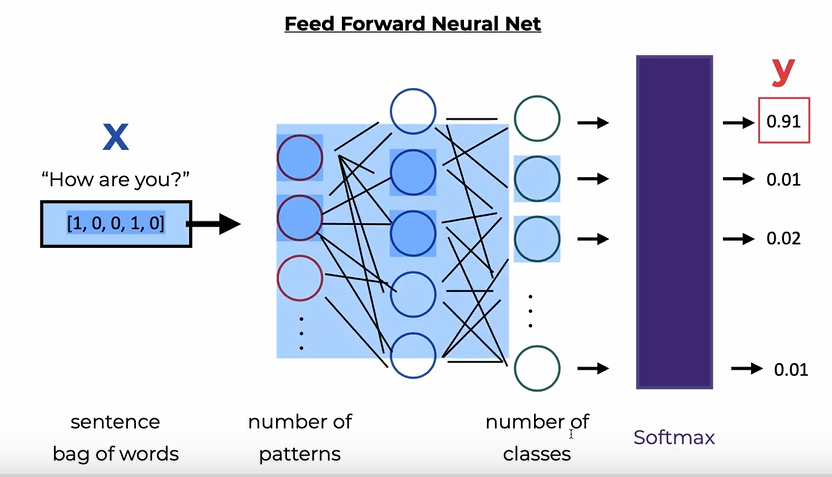 Feed Forward Neural Net
X
“How are you?”
[1, 0, 0, 1, 0]
y
0.91
0.01
0.02
0.01
sentence
bag of words
number of
patterns
number of
classes
Softmax